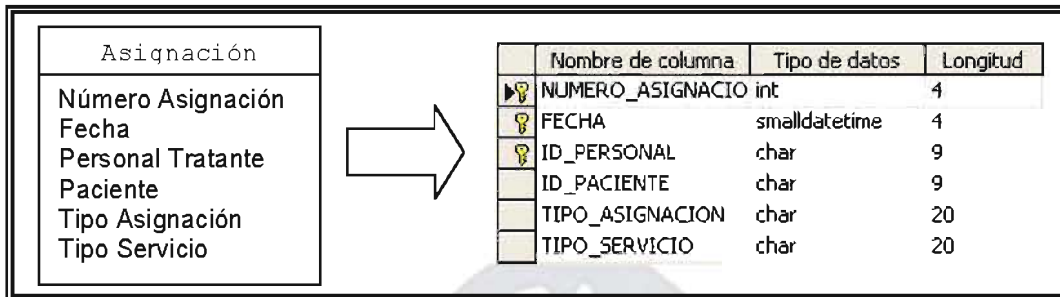 Asignación
Número Asignación
Fecha
Personal Tratante
Paciente
Tipo Asignación
Tipo Servicio
Nombre de columna Tipo de datos Longitud
NUMERO_ASIGNACIO int 4
FECHA smalldatetime 4
ID_PERSONAL char 9
ID_PACIENTE char 9
TIPO_ASIGNACION char 20
TIPO_SERVICIO char 20